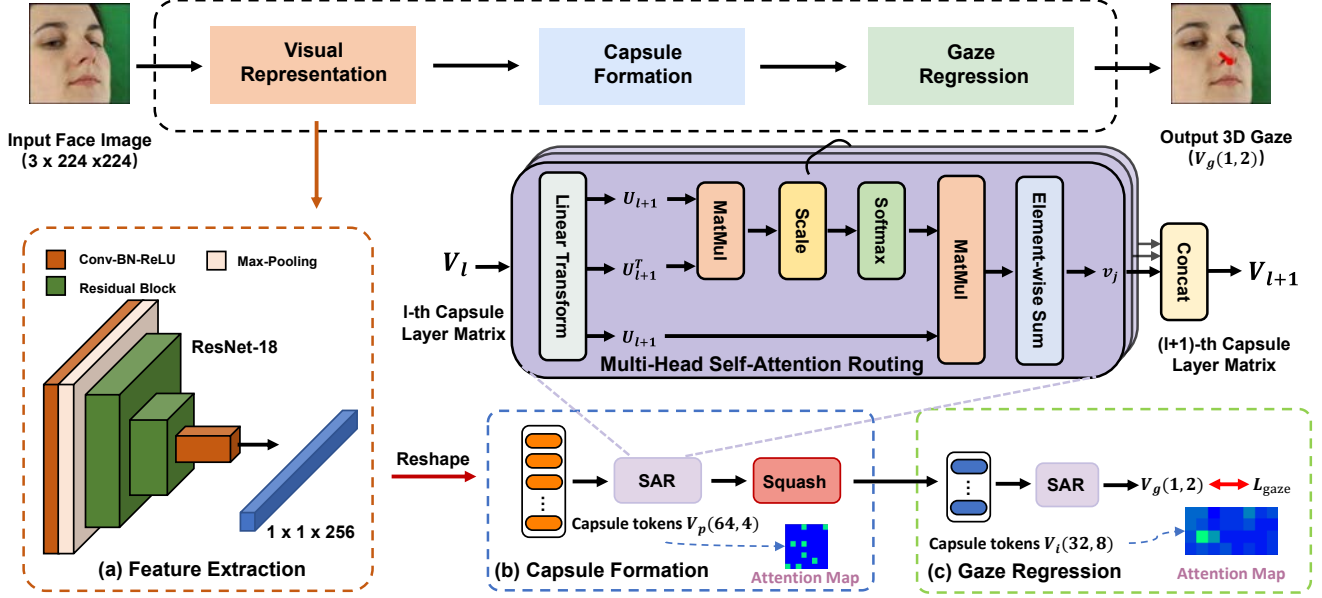 Visual
Representation
Capsule
Formation
Gaze
Regression
Input Face Image
(3 x 224 x224)
Output 3D Gaze
(V_g(1,2))
Linear Transform
U_{l+1}
U_{l+1}^T
U_{l+1}
MatMul
Scale
Softmax
MatMul
Element-wise Sum
v_j
Concat
V_l
V_{l+1}
l-th Capsule
Layer Matrix
(l+1)-th Capsule
Layer Matrix
Multi-Head Self-Attention Routing
Conv-BN-ReLU
Max-Pooling
Residual Block
ResNet-18
1 x 1 x 256
(a) Feature Extraction
Reshape
SAR
Squash
Capsule tokens V_p(64,4)
Attention Map
(b) Capsule Formation
SAR
V_g(1,2)
L_gaze
Capsule tokens V_i(32,8)
Attention Map
(c) Gaze Regression